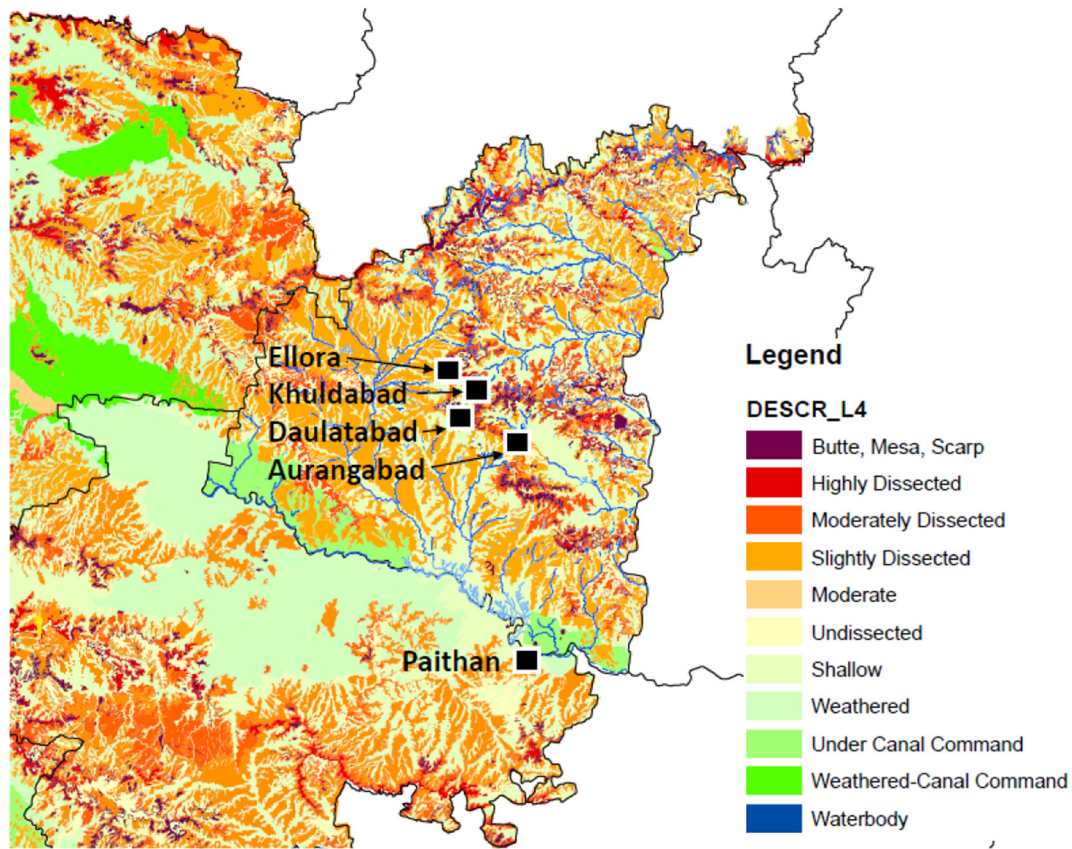 Ellora
Khuldabad
Daulatabad
Aurangabad
Paithan
Legend
DESCR_L4
Butte, Mesa, Scarp
Highly Dissected
Moderately Dissected
Slightly Dissected
Moderate
Undissected
Shallow
Weathered
Under Canal Command
Weathered-Canal Command
Waterbody
,